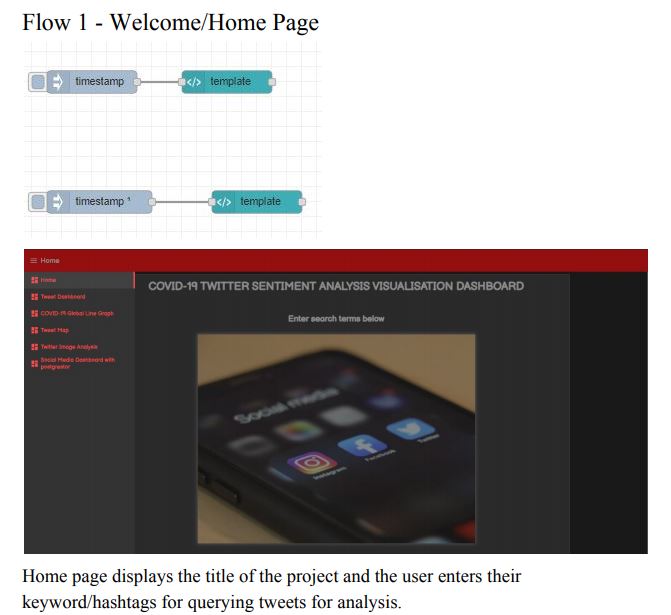 Flow 1 - Welcome/Home Page
timestamp
template
timestamp ¹
template
Home
Home
COVID-19 TWITTER SENTIMENT ANALYSIS VISUALISATION DASHBOARD
Tweet Dashboard
COVID-19 Global Line Graph
Enter search terms below
Tweet Map
Twitter Image Analysis
Social Media Dashboard with
postgrestor
Social media
Instagram
Facebook
Twitter
Home page displays the title of the project and the user enters their
keyword/hashtags for querying tweets for analysis.